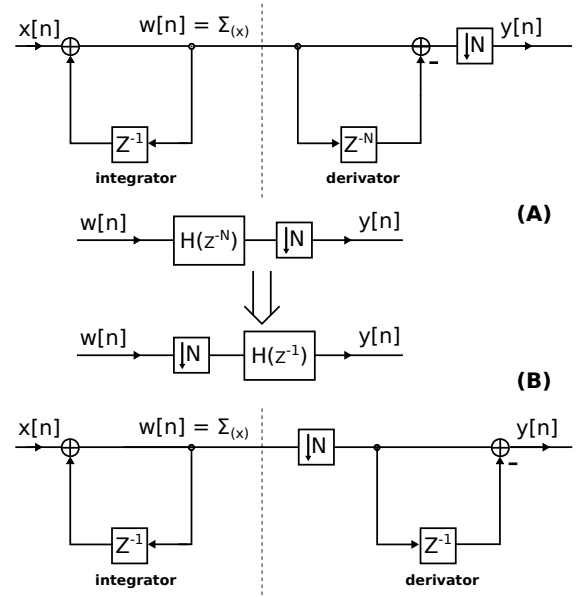 x[n] w[n] = Σ(x) ↓N y[n]
Z-1 Z-N
integrator derivator
(A)
w[n] H(z-N) ↓N y[n]
w[n] ↓N H(z-1) y[n]
(B)
x[n] w[n] = Σ(x) ↓N y[n]
Z-1 Z-1
integrator derivator